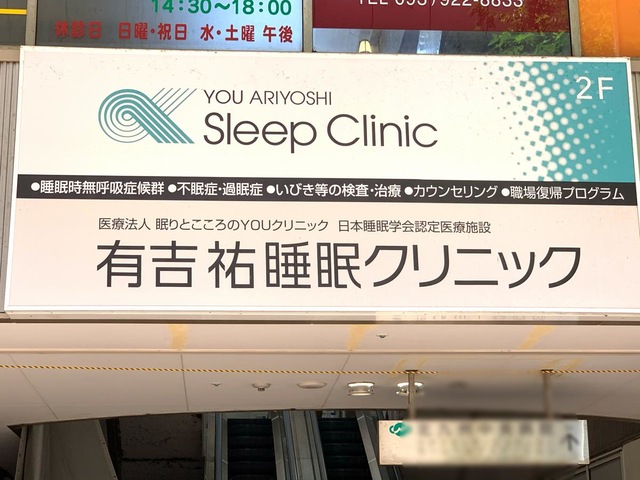 14:30～18:00
休診日 日曜・祝日 水・土曜 午後
TEL 093/922-8833
2F
YOU ARIYOSHI
Sleep Clinic
●睡眠時無呼吸症候群 ●不眠症・過眠症 ●いびき等の検査・治療 ●カウンセリング ●職場復帰プログラム
医療法人 眠りとこころのYOUクリニック 日本睡眠学会認定医療施設
有吉祐睡眠クリニック